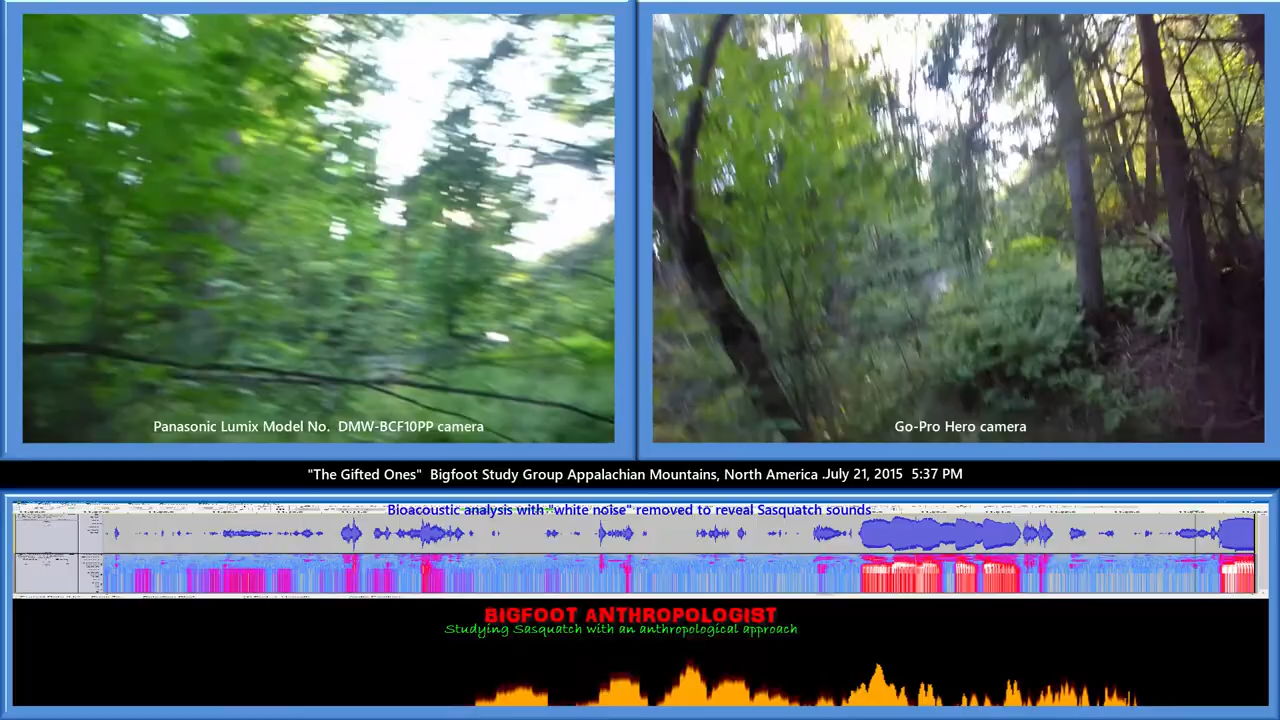 Panasonic Lumix Model No.  DMW-BCF10PP camera
Go-Pro Hero camera
"The Gifted Ones"  Bigfoot Study Group Appalachian Mountains, North America .July 21, 2015  5:37 PM
Bioacoustic analysis with "white noise" removed to reveal Sasquatch sounds
BIGFOOT ANTHROPOLOGIST
Studying Sasquatch with an anthropological approach